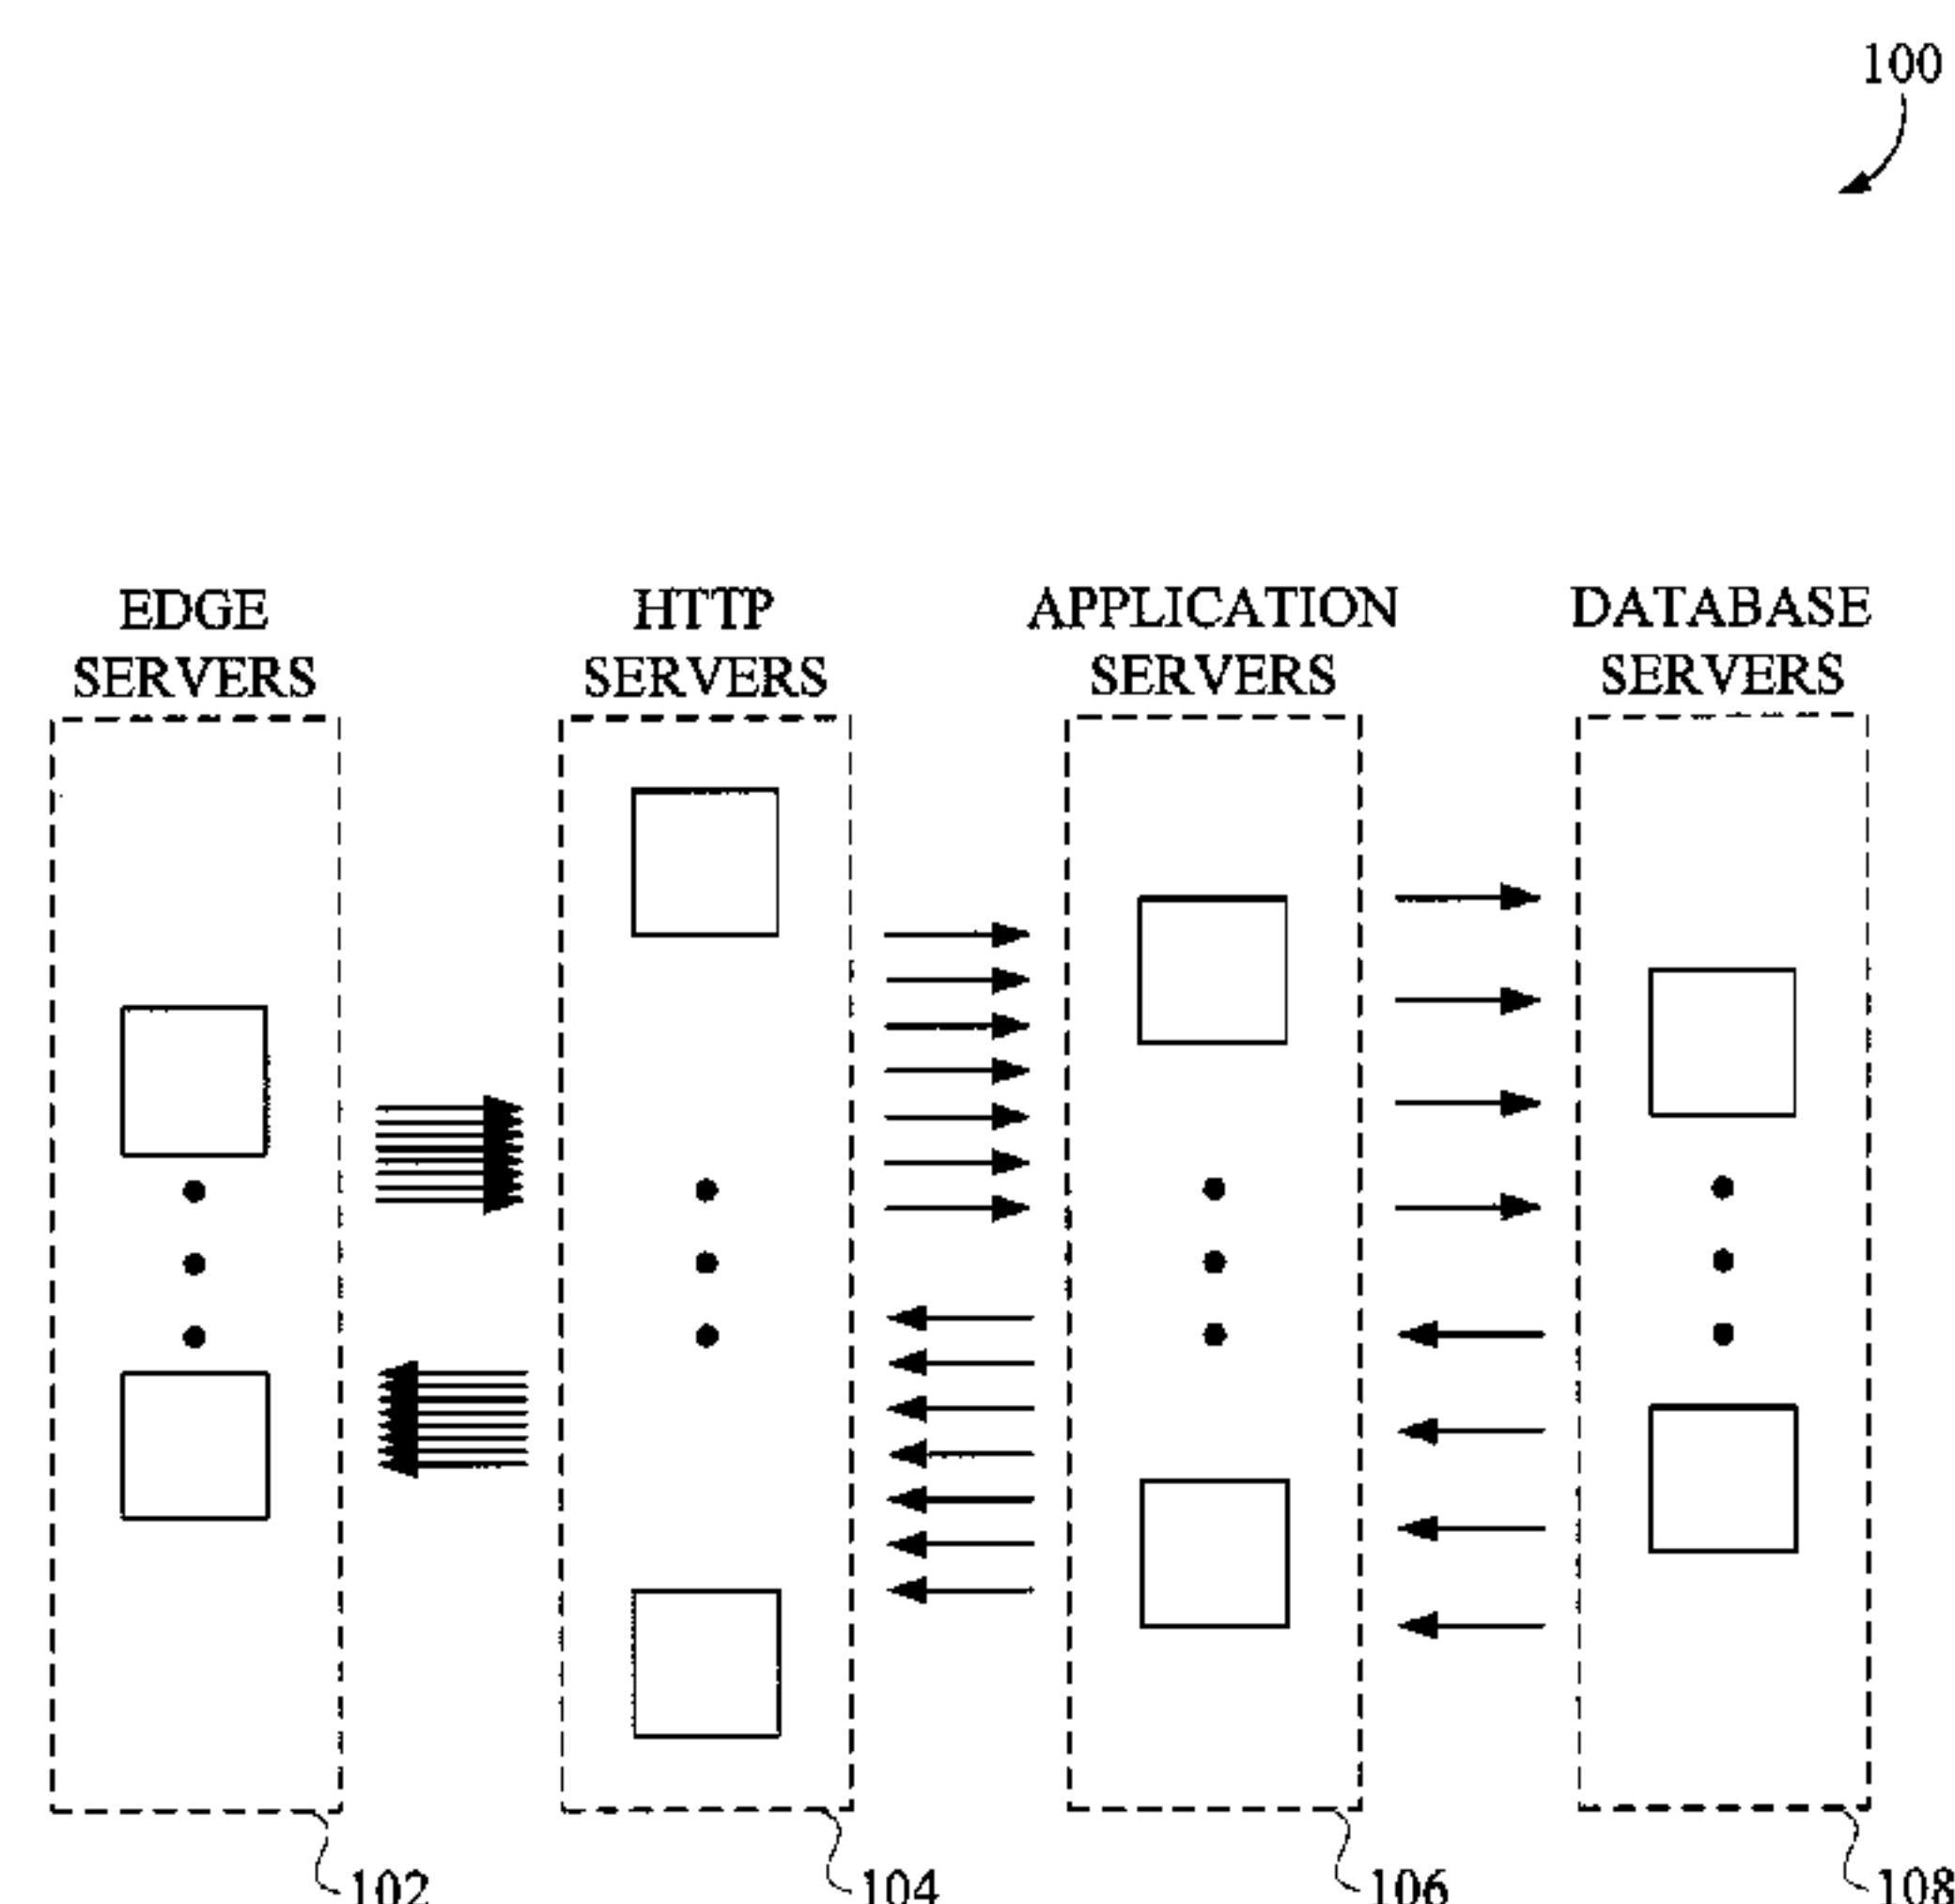 100
EDGE
SERVERS
HTTP
SERVERS
APPLICATION
SERVERS
DATABASE
SERVERS
102
104
106
108